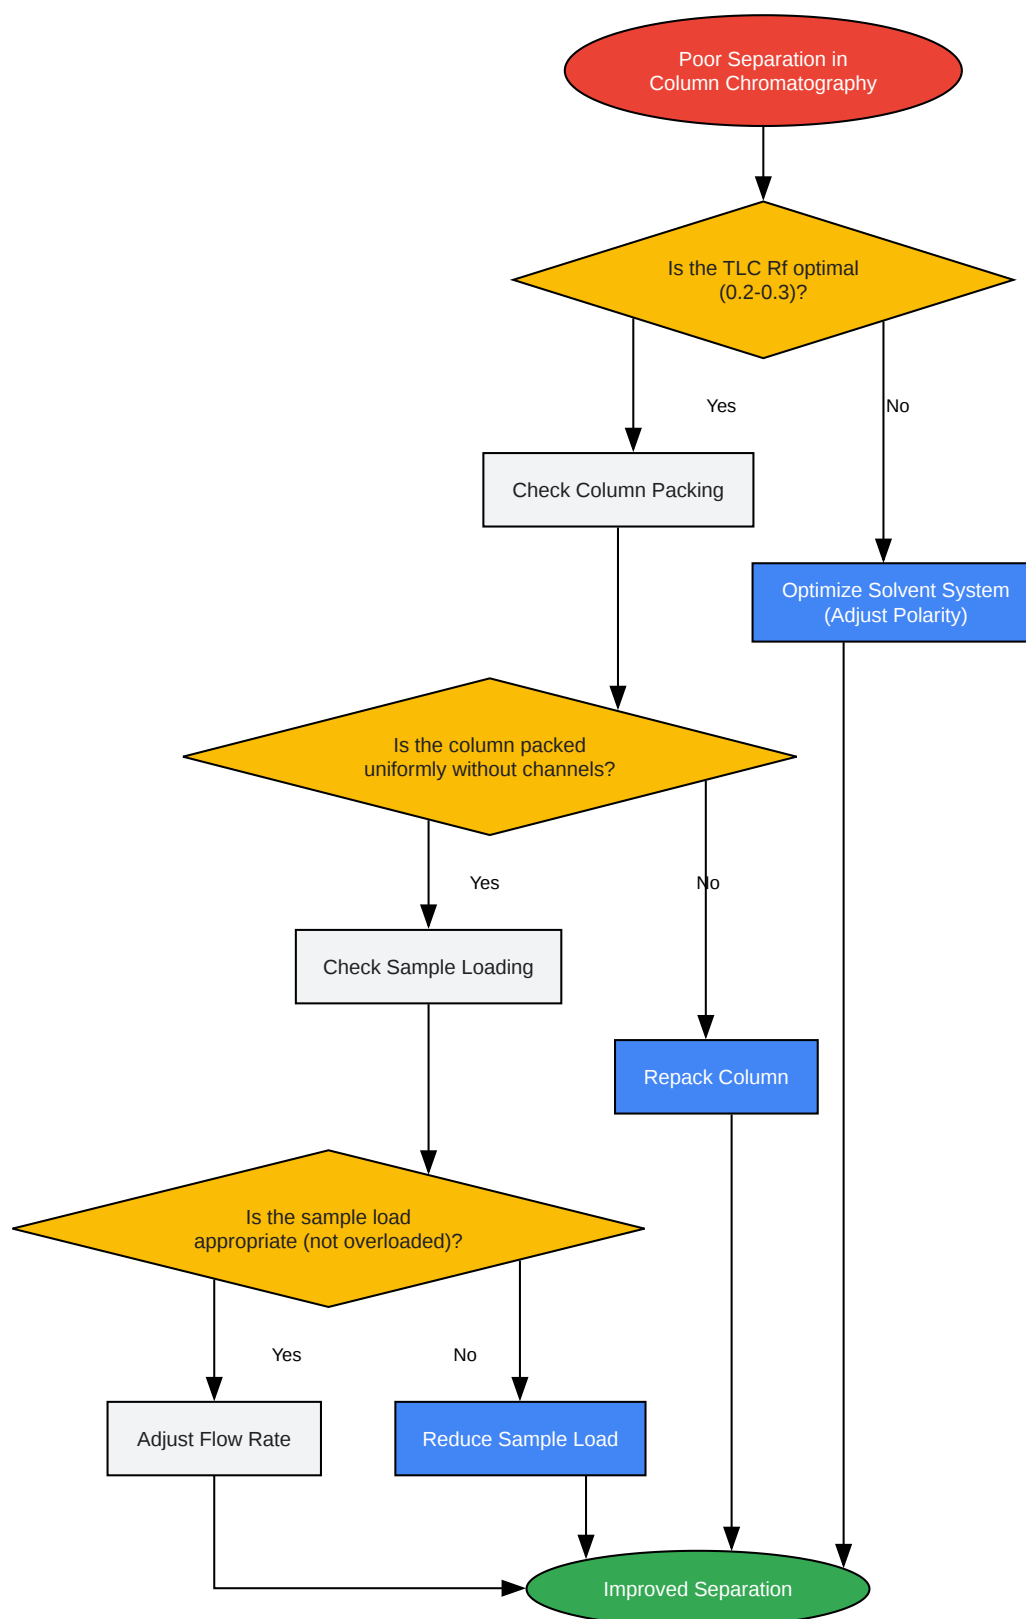 Poor Separation in
Column Chromatography
Is the TLC Rf optimal
(0.2-0.3)?
Yes
No
Check Column Packing
Optimize Solvent System
(Adjust Polarity)
Is the column packed
uniformly without channels?
Yes
No
Check Sample Loading
Repack Column
Is the sample load
appropriate (not overloaded)?
Yes
No
Adjust Flow Rate
Reduce Sample Load
Improved Separation